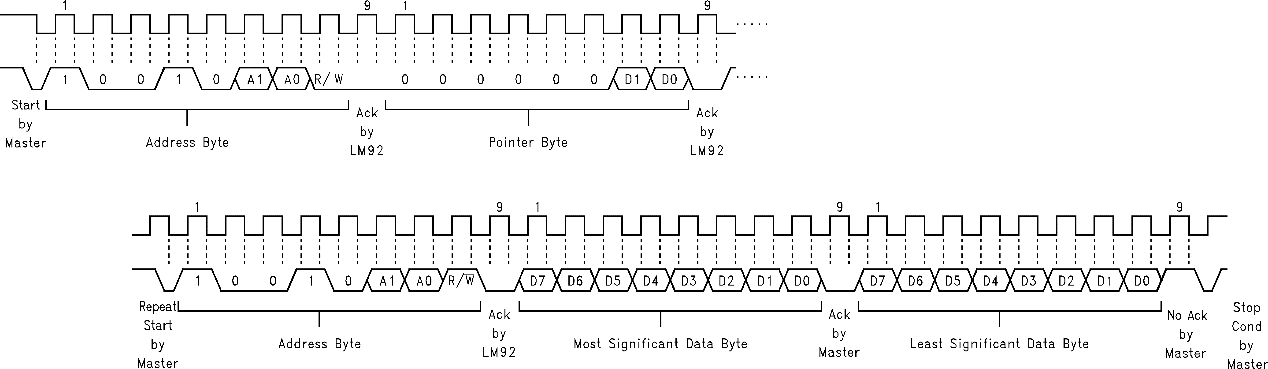 1 9 1 9
1 0 0 1 0 A1 A0 R/W 0 0 0 0 0 0 D1 D0
Start by Master
Address Byte
Ack by LM92
Pointer Byte
Ack by LM92
1 9 1 9 1 9
1 0 0 1 0 A1 A0 R/W̅ D7 D6 D5 D4 D3 D2 D1 D0 D7 D6 D5 D4 D3 D2 D1 D0
Repeat Start by Master
Address Byte
Ack by LM92
Most Significant Data Byte
Ack by Master
Least Significant Data Byte
No Ack by Master
Stop Cond by Master